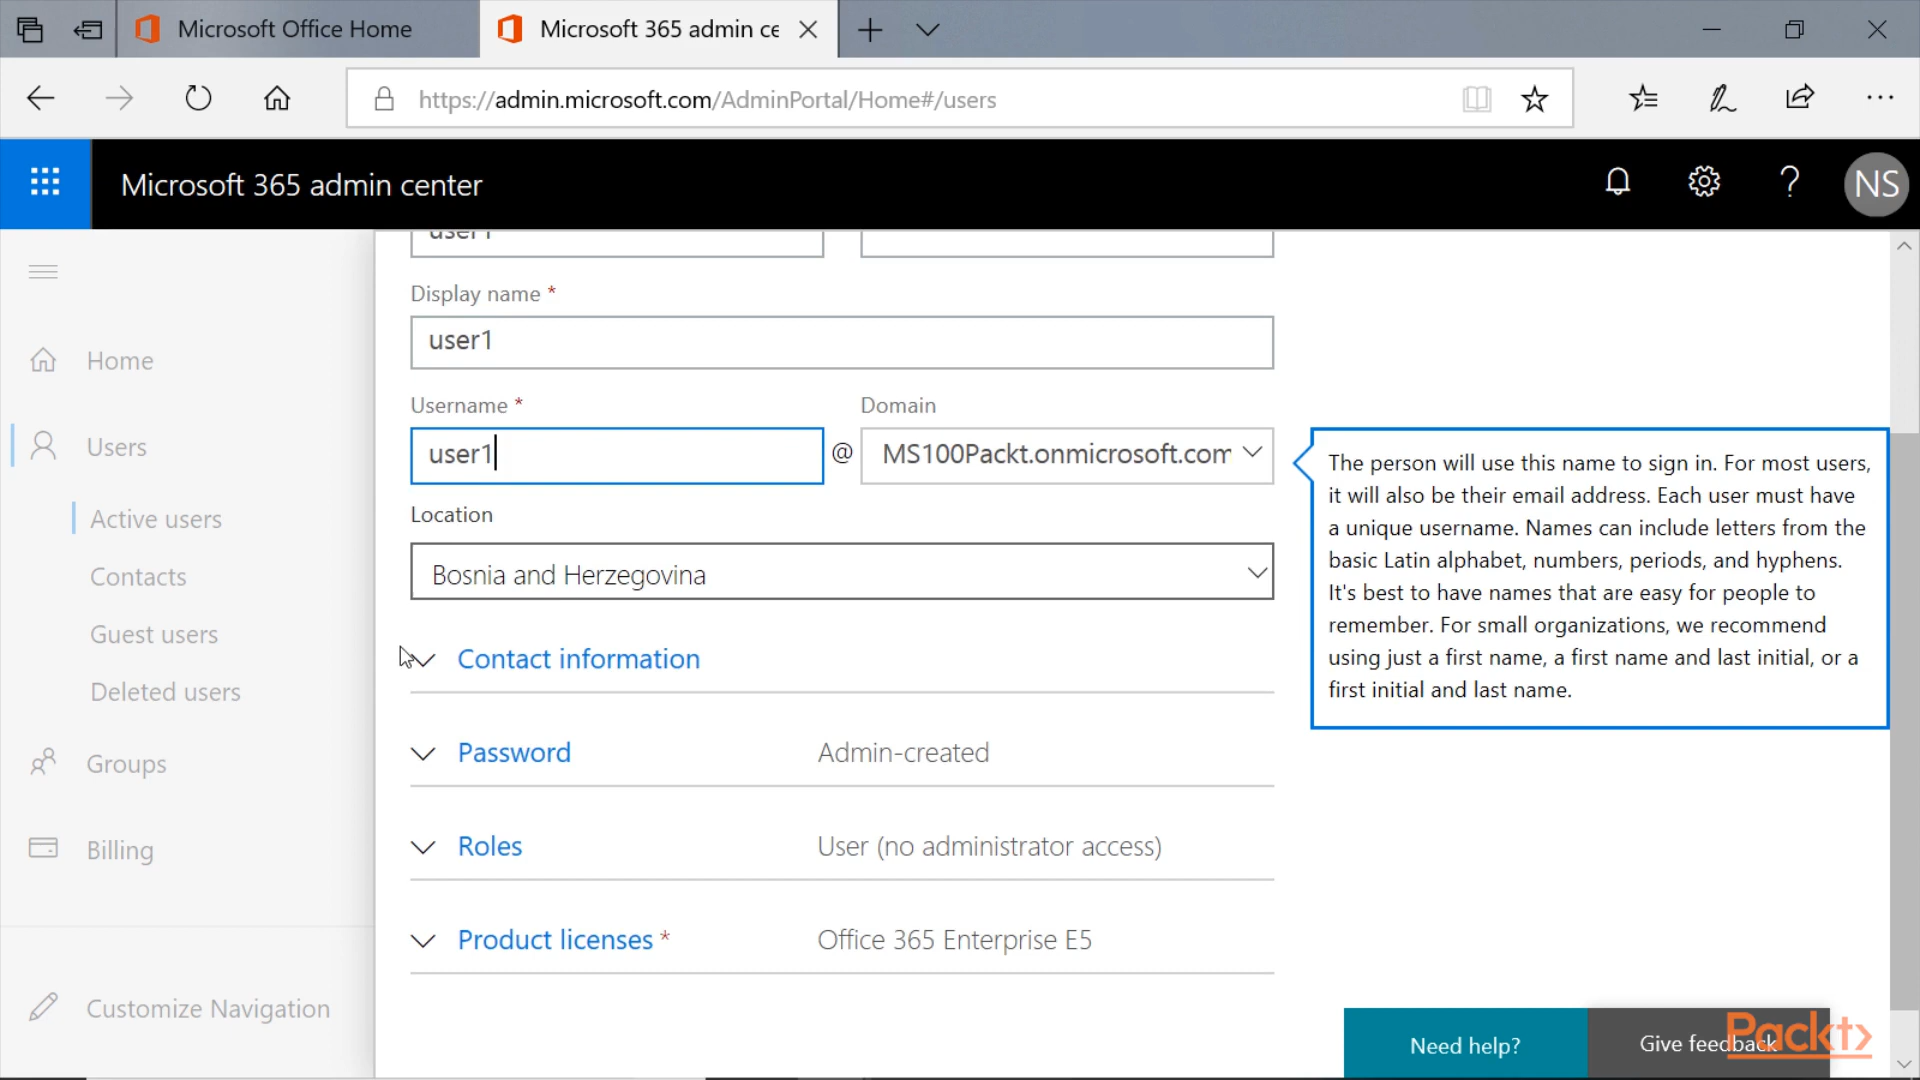 Microsoft Office Home
Microsoft 365 admin ce
https://admin.microsoft.com/AdminPortal/Home#/users
Microsoft 365 admin center
NS
user1
Display name *
user1
Username *
Domain
user1
@
MS100Packt.onmicrosoft.com
Location
Bosnia and Herzegovina
Contact information
Password
Admin-created
Roles
User (no administrator access)
Product licenses *
Office 365 Enterprise E5
Home
Users
Active users
Contacts
Guest users
Deleted users
Groups
Billing
Customize Navigation
The person will use this name to sign in. For most users,
it will also be their email address. Each user must have
a unique username. Names can include letters from the
basic Latin alphabet, numbers, periods, and hyphens.
It's best to have names that are easy for people to
remember. For small organizations, we recommend
using just a first name, a first name and last initial, or a
first initial and last name.
Need help?
Give feedback
Packt>